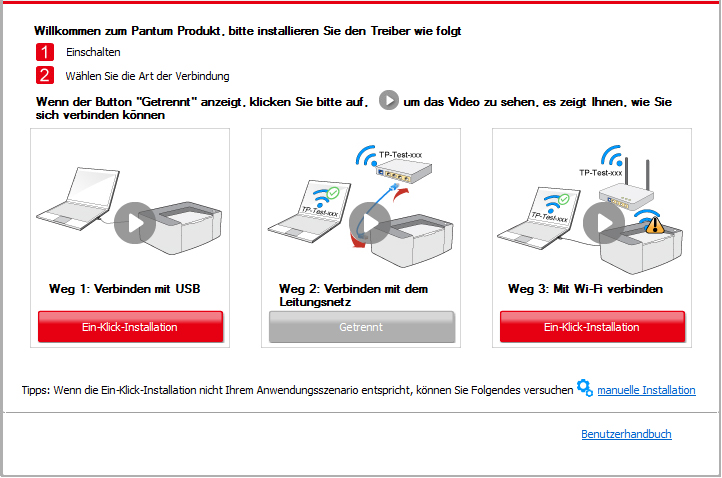 Willkommen zum Pantum Produkt, bitte installieren Sie den Treiber wie folgt
1 Einschalten
2 Wählen Sie die Art der Verbindung
Wenn der Button "Getrennt" anzeigt, klicken Sie bitte auf, um das Video zu sehen, es zeigt Ihnen, wie Sie
sich verbinden können
TP-Test-xxx
TP-Test-xxx
TP-Test-xxx
TP-Test-xxx
Weg 1: Verbinden mit USB
Weg 2: Verbinden mit dem
Leitungsnetz
Weg 3: Mit Wi-Fi verbinden
Ein-Klick-Installation
Getrennt
Ein-Klick-Installation
Tipps: Wenn die Ein-Klick-Installation nicht Ihrem Anwendungsszenario entspricht, können Sie Folgendes versuchen manuelle Installation
Benutzerhandbuch